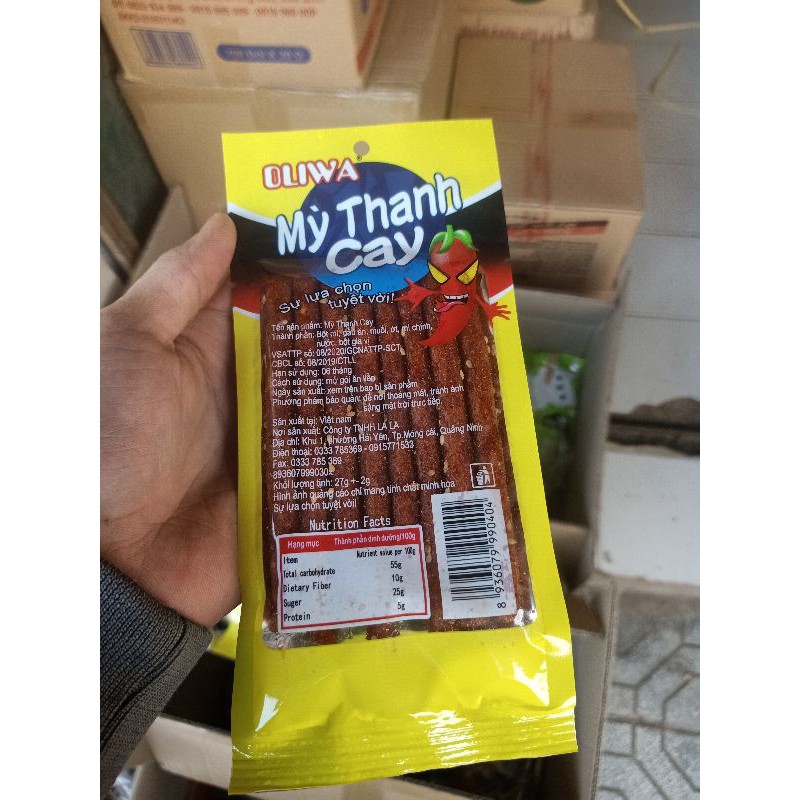 OLIWA®
Mỳ Thanh
Cay
Sự lựa chọn
tuyệt vời!
Tên sản phẩm: Mỳ Thanh Cay
Thành phần: Bột mì, dầu ăn, muối, ớt, mì chính,
nước, bột gia vị
VSATTP số: 08/2020/GCNATTP-SCT
CBCL số: 08/2019/CTLL
Hạn sử dụng: 06 tháng
Cách sử dụng: mở gói ăn liền
Ngày sản xuất: xem trên bao bì sản phẩm
Phương phám bảo quản: để nơi thoáng mát, tránh ánh
sáng mặt trời trực tiếp.
Sản xuất tại: Việt nam
Nơi sản xuất: Công ty TNHH LA LA
Địa chỉ: Khu 1, phường Hải Yên, Tp.Móng cái, Quảng Ninh
Điện thoại: 0333 785369 - 0915771533
Fax: 0333 785 369
Khối lượng tịnh: 27g +- 2g
Hình ảnh quảng cáo chỉ mang tính chất minh họa
Sự lựa chọn tuyệt vời!
Nutrition Facts
Hạng mục Thành phần dinh dưỡng/100g
Item Nutrient value per 100g
Total carbohydrate 55g
Dietary Fiber 10g
Suger 25g
Protein 5g
8 936079 990404